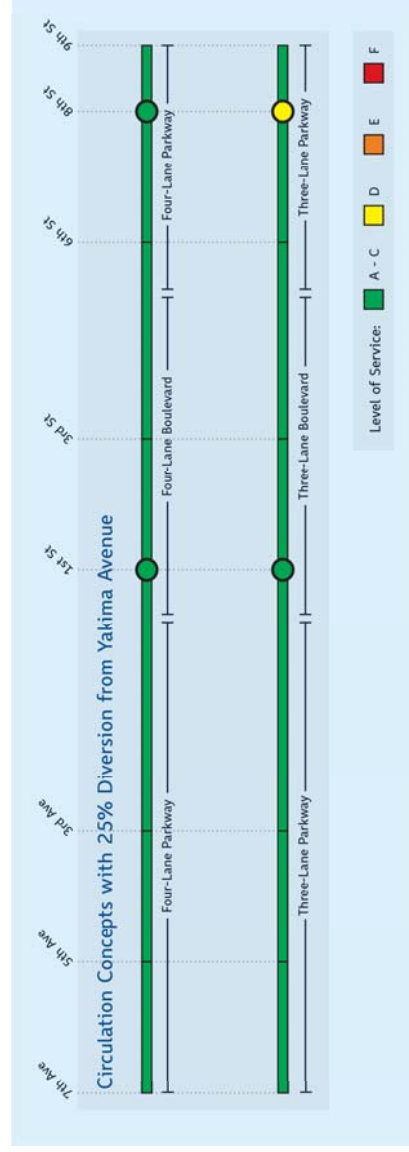 7th Ave
5th Ave
3rd Ave
1st St
3rd St
6th St
8th St
9th St
Circulation Concepts with 25% Diversion from Yakima Avenue
Four-Lane Parkway
Four-Lane Boulevard
Four-Lane Parkway
Three-Lane Parkway
Three-Lane Boulevard
Three-Lane Parkway
Level of Service: A - C D E F